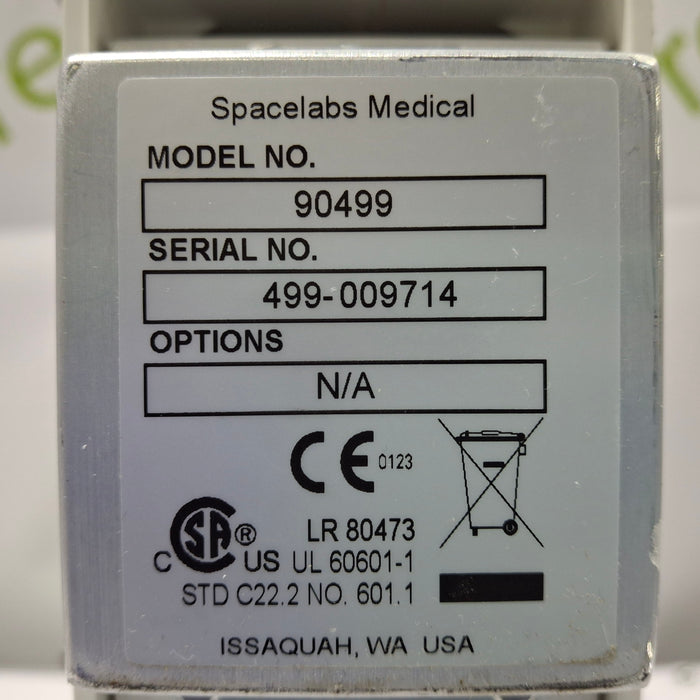 Spacelabs Medical
MODEL NO.
90499
SERIAL NO.
499-009714
OPTIONS
N/A
CE 0123
CSA ® LR 80473
C US UL 60601-1
STD C22.2 NO. 601.1
ISSAQUAH, WA USA